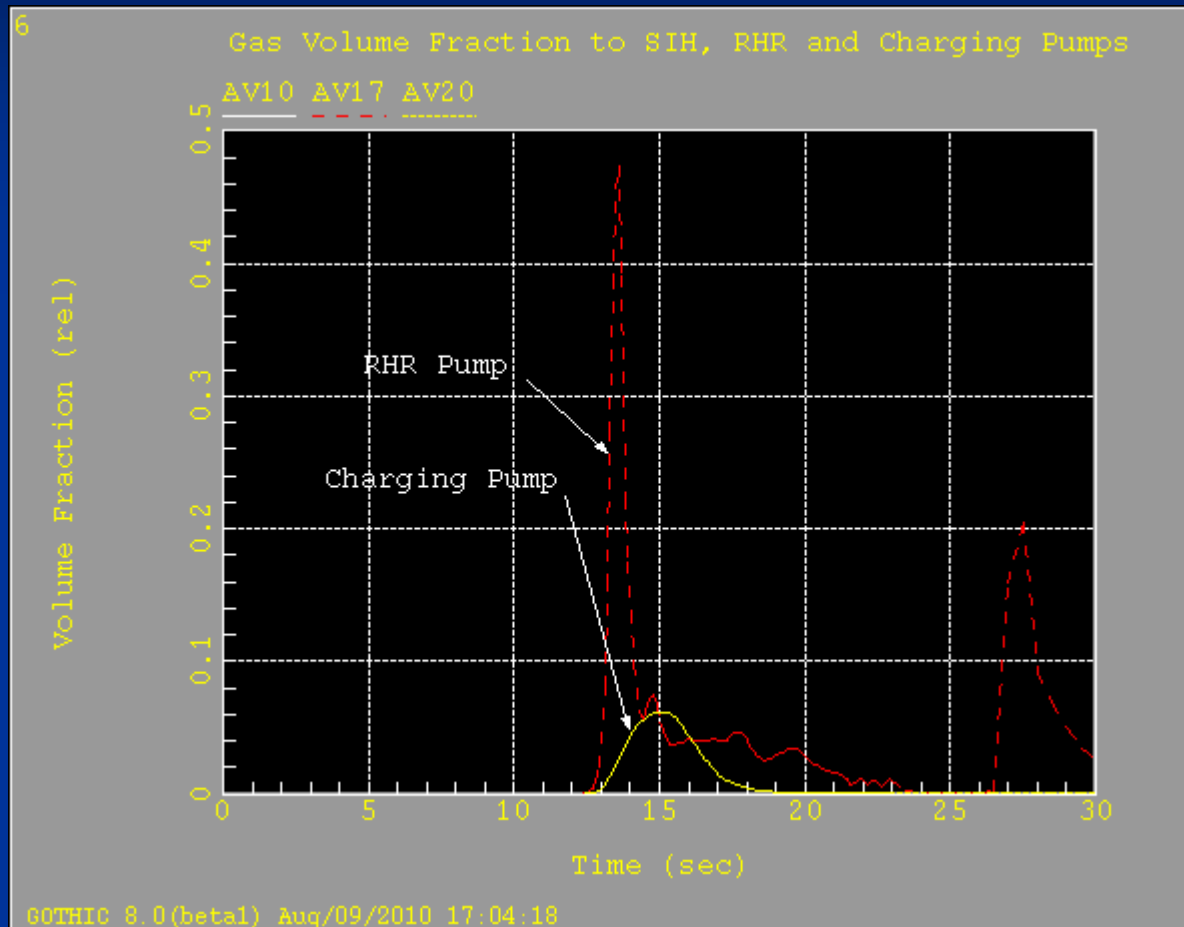 6
Gas Volume Fraction to SIH, RHR and Charging Pumps
AV10 AV17 AV20
0.5
0.4
0.3
0.2
0.1
0
Volume Fraction (rel)
RHR Pump
Charging Pump
0 5 10 15 20 25 30
Time (sec)
GOTHIC 8.0(beta1) Aug/09/2010 17:04:18